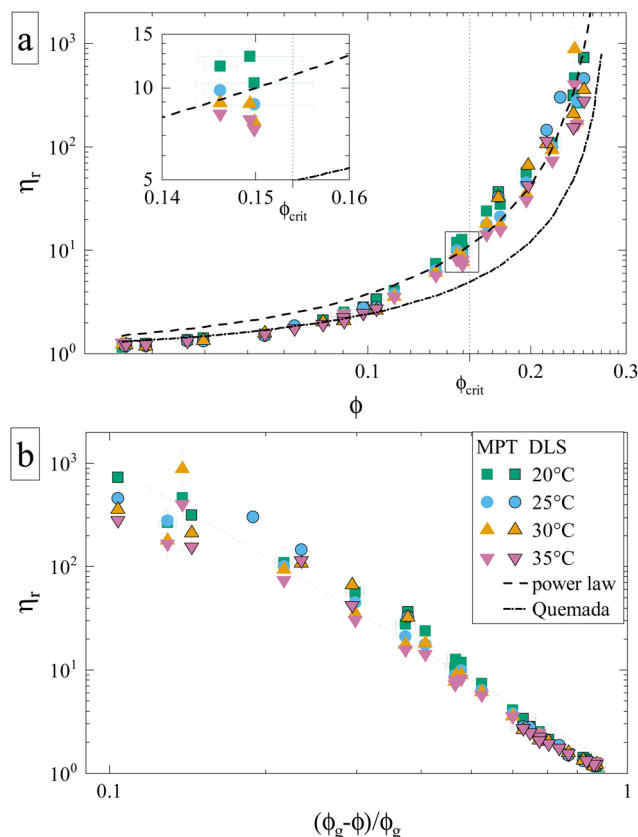 a
15
10
5
0.14
0.15
0.16
ϕcrit
10³
10²
10¹
10⁰
ηr
0.1
ϕcrit
0.2
0.3
ϕ
b
MPT DLS
20°C
25°C
30°C
35°C
power law
Quemada
10³
10²
10¹
10⁰
ηr
0.1
1
(ϕg-ϕ)/ϕg